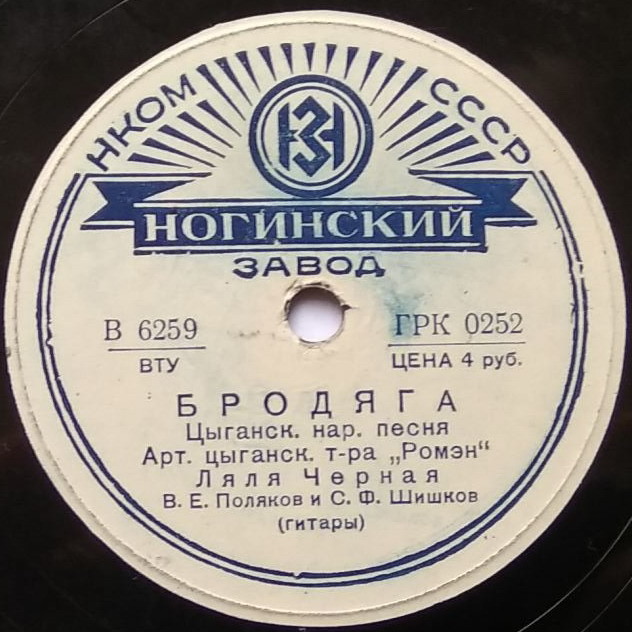 НКОМ СССР
НЗ
НОГИНСКИЙ
ЗАВОД
В 6259 ГРК 0252
ВТУ ЦЕНА 4 руб.
БРОДЯГА
Цыганск. нар. песня
Арт. цыганск. т-ра „Ромэн“
Ляля Черная
В. Е. Поляков и С. Ф. Шишков
(гитары)